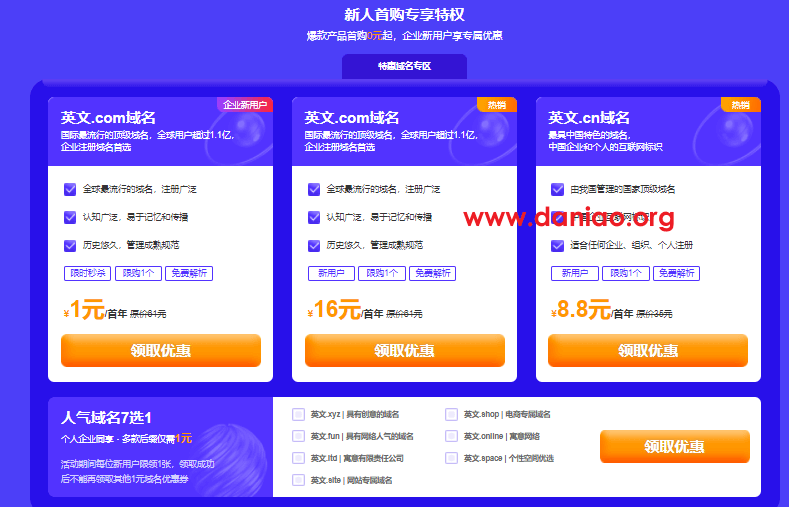 新人首购专享特权
爆款产品首购0元起，企业新用户享专属优惠
特惠域名专区
企业新用户
英文.com域名
国际最流行的顶级域名，全球用户超过1.1亿，
企业注册域名首选
全球最流行的域名，注册广泛
认知广泛，易于记忆和传播
历史悠久，管理成熟规范
限时秒杀 限购1个 免费解析
¥1元/首年 原价61元
领取优惠
热销
英文.com域名
国际最流行的顶级域名，全球用户超过1.1亿，
企业注册域名首选
全球最流行的域名，注册广泛
认知广泛，易于记忆和传播
历史悠久，管理成熟规范
新用户 限购1个 免费解析
¥16元/首年 原价61元
领取优惠
热销
英文.cn域名
最具中国特色的域名，
中国企业和个人的互联网标识
由我国管理的国家顶级域名
www.daniao.org
适合任何企业、组织、个人注册
新用户 限购1个 免费解析
¥8.8元/首年 原价35元
领取优惠
人气域名7选1
个人企业同享·多款后缀仅需1元
活动期间每位新用户限领1张，领取成功
后不能再领取其他1元域名优惠券
英文.xyz | 具有创意的域名
英文.shop | 电商专属域名
英文.fun | 具有网络人气的域名
英文.online | 寓意网络
英文.ltd | 寓意有限责任公司
英文.space | 个性空间优选
英文.site | 网站专属域名
领取优惠